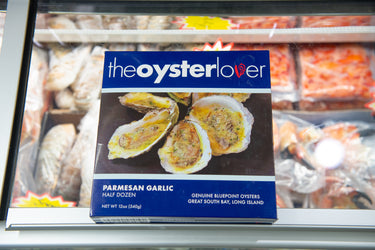 theoysterlover
PARMESAN GARLIC
HALF DOZEN
GENUINE BLUEPOINT OYSTERS
GREAT SOUTH BAY, LONG ISLAND
NET WT 12oz (340g)